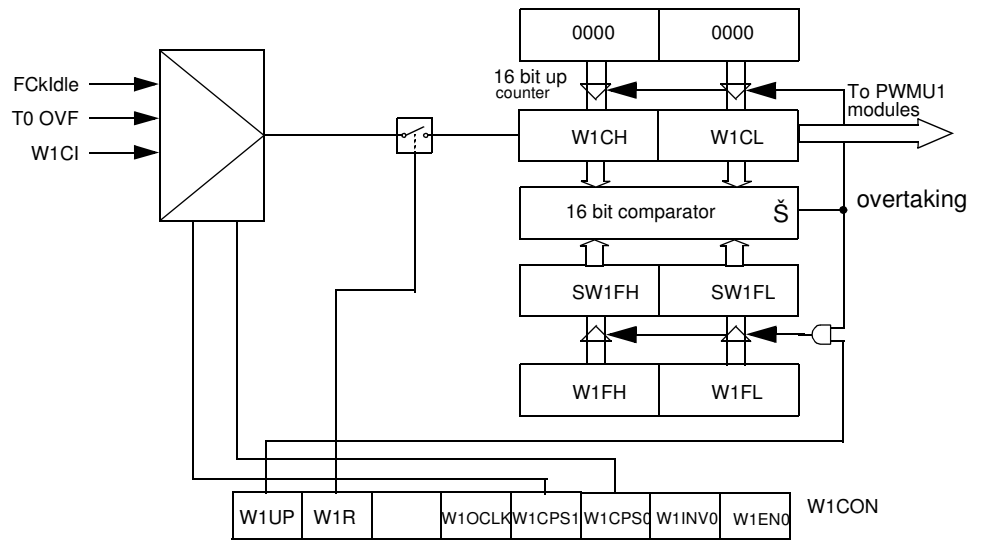 0000 0000
FCkIdle
T0 OVF
W1CI
16 bit up
counter
To PWMU1
modules
W1CH W1CL
16 bit comparator Š
overtaking
SW1FH SW1FL
W1FH W1FL
W1UP W1R W1OCLK W1CPS1 W1CPS0 W1INV0 W1EN0
W1CON